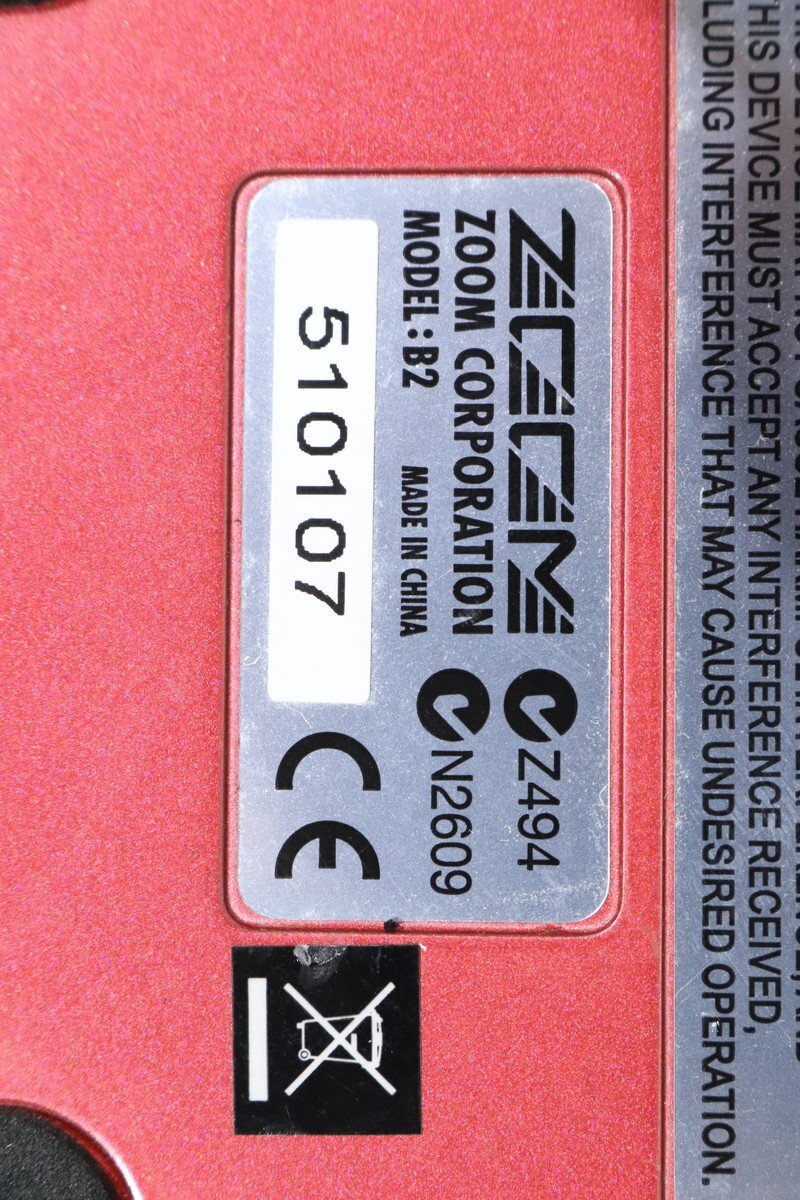 THIS DEVICE MUST ACCEPT ANY INTERFERENCE RECEIVED,
LUDING INTERFERENCE THAT MAY CAUSE UNDESIRED OPERATION.
ZOOM
ZOOM CORPORATION
MODEL : B2 MADE IN CHINA
Z494
N2609
510107
CE